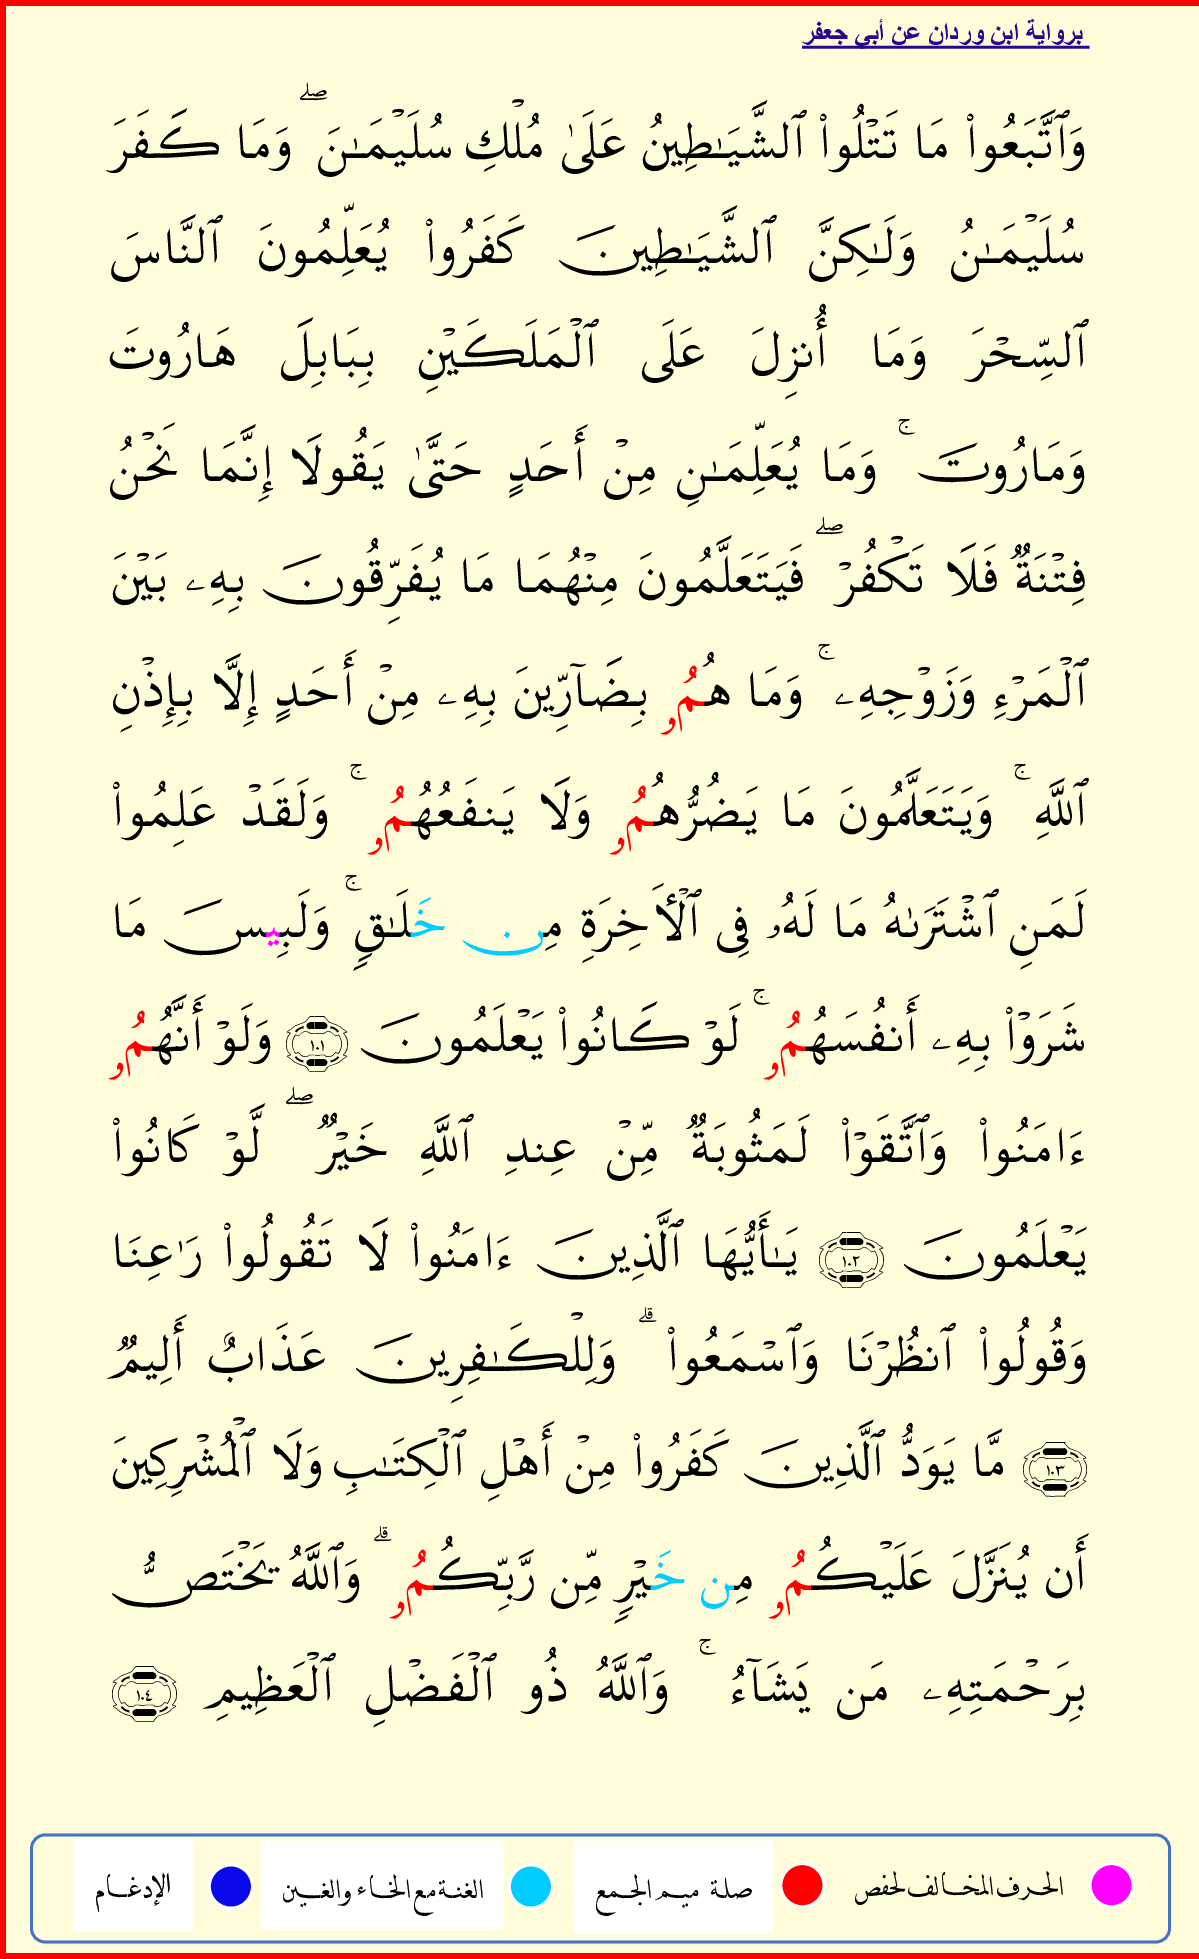 برواية ابن وردان عن أبي جعفر
وَٱتَّبَعُوا۟ مَا تَتْلُوا۟ ٱلشَّيَـٰطِينُ عَلَىٰ مُلْكِ سُلَيْمَـٰنَ ۖ وَمَا كَفَرَ
سُلَيْمَـٰنُ وَلَـٰكِنَّ ٱلشَّيَـٰطِينَ كَفَرُوا۟ يُعَلِّمُونَ ٱلنَّاسَ
ٱلسِّحْرَ وَمَا أُنزِلَ عَلَى ٱلْمَلَكَيْنِ بِبَابِلَ هَارُوتَ
وَمَارُوتَ ۚ وَمَا يُعَلِّمَـٰنِ مِنْ أَحَدٍ حَتَّىٰ يَقُولَا إِنَّمَا نَحْنُ
فِتْنَةٌ فَلَا تَكْفُرْ ۖ فَيَتَعَلَّمُونَ مِنْهُمَا مَا يُفَرِّقُونَ بِهِۦ بَيْنَ
ٱلْمَرْءِ وَزَوْجِهِۦ ۚ وَمَا هُمُۥ بِضَآرِّينَ بِهِۦ مِنْ أَحَدٍ إِلَّا بِإِذْنِ
ٱللَّهِ ۚ وَيَتَعَلَّمُونَ مَا يَضُرُّهُمُۥ وَلَا يَنفَعُهُمُۥ ۚ وَلَقَدْ عَلِمُوا۟
لَمَنِ ٱشْتَرَىٰهُ مَا لَهُۥ فِى ٱلْأَخِرَةِ مِنْ خَلَـٰقٍ ۚ وَلَبِيسَ مَا
شَرَوْا۟ بِهِۦ أَنفُسَهُمُۥ ۚ لَوْ كَانُوا۟ يَعْلَمُونَ ١٠١ وَلَوْ أَنَّهُمُۥ
ءَامَنُوا۟ وَٱتَّقَوْا۟ لَمَثُوبَةٌ مِّنْ عِندِ ٱللَّهِ خَيْرٌ ۖ لَّوْ كَانُوا۟
يَعْلَمُونَ ١٠٢ يَـٰأَيُّهَا ٱلَّذِينَ ءَامَنُوا۟ لَا تَقُولُوا۟ رَٰعِنَا
وَقُولُوا۟ ٱنظُرْنَا وَٱسْمَعُوا۟ ۗ وَلِلْكَـٰفِرِينَ عَذَابٌ أَلِيمٌ
١٠٣ مَّا يَوَدُّ ٱلَّذِينَ كَفَرُوا۟ مِنْ أَهْلِ ٱلْكِتَـٰبِ وَلَا ٱلْمُشْرِكِينَ
أَن يُنَزَّلَ عَلَيْكُمُۥ مِن خَيْرٍ مِّن رَّبِّكُمُۥ ۗ وَٱللَّهُ يَخْتَصُّ
بِرَحْمَتِهِۦ مَن يَشَآءُ ۚ وَٱللَّهُ ذُو ٱلْفَضْلِ ٱلْعَظِيمِ ١٠٤
الحرف المخالف لحفص صلة ميم الجمع الغنة مع الخاء والغين الإدغام